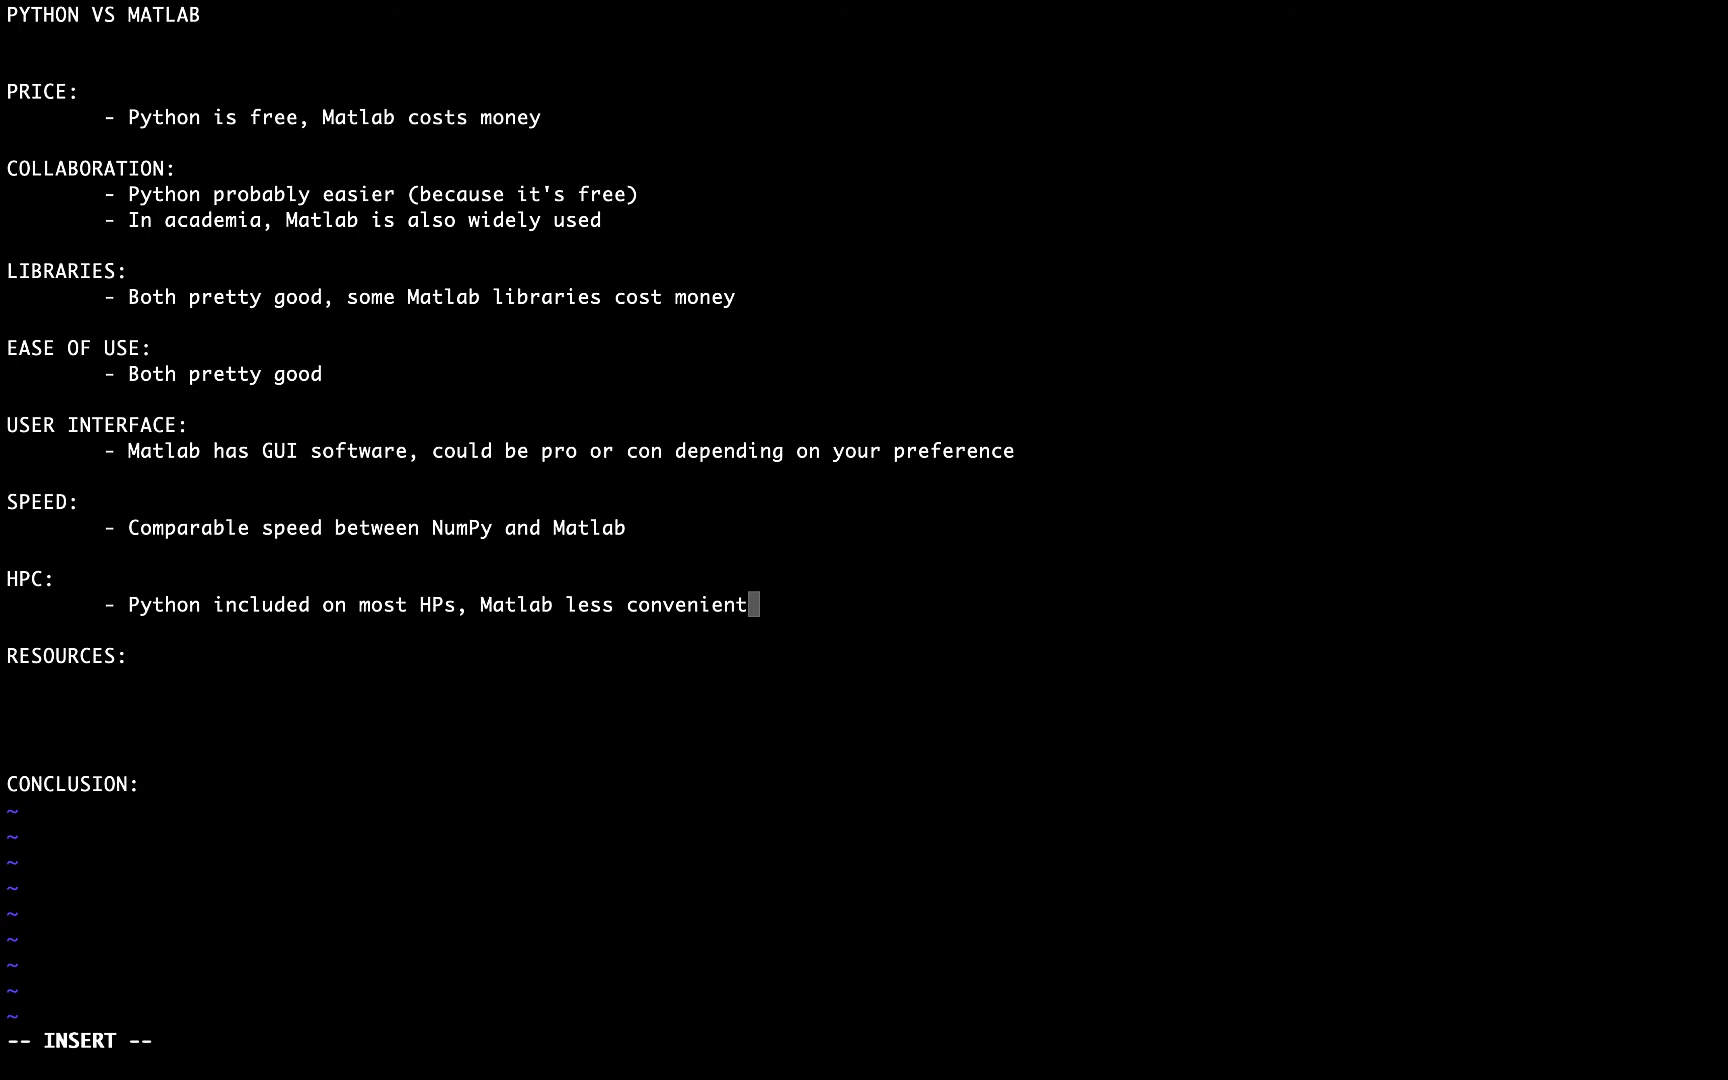 PYTHON VS MATLAB
PRICE:
- Python is free, Matlab costs money
COLLABORATION:
- Python probably easier (because it's free)
- In academia, Matlab is also widely used
LIBRARIES:
- Both pretty good, some Matlab libraries cost money
EASE OF USE:
- Both pretty good
USER INTERFACE:
- Matlab has GUI software, could be pro or con depending on your preference
SPEED:
- Comparable speed between NumPy and Matlab
HPC:
- Python included on most HPs, Matlab less convenient
RESOURCES:
CONCLUSION:
~
~
~
~
~
~
~
~
~
-- INSERT --